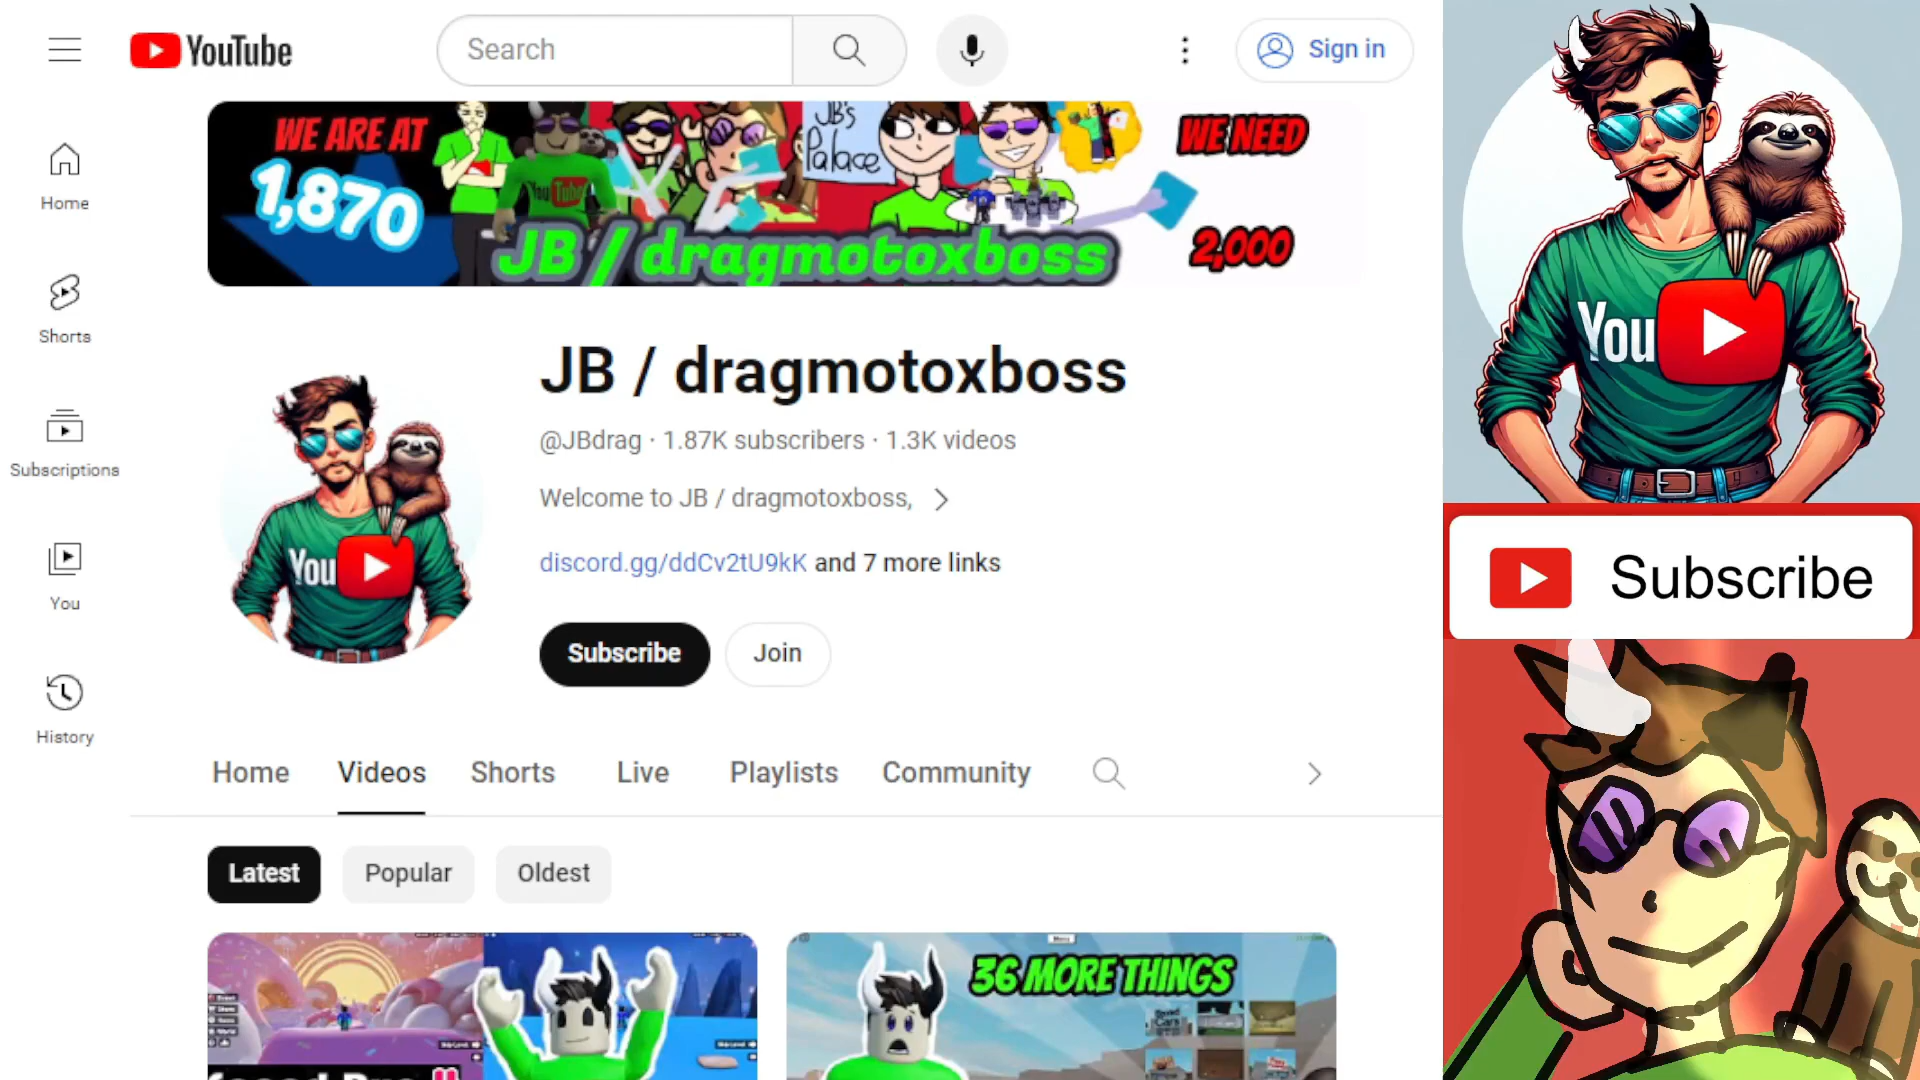 YouTube
Search
Sign in
Home
Shorts
Subscriptions
You
History
WE ARE AT
1,870
JB's
Palace
YouTube
WE NEED
2,000
JB / dragmotoxboss
JB / dragmotoxboss
@JBdrag · 1.87K subscribers · 1.3K videos
Welcome to JB / dragmotoxboss,
discord.gg/ddCv2tU9kK and 7 more links
Subscribe
Join
You
Home
Videos
Shorts
Live
Playlists
Community
Latest
Popular
Oldest
36 MORE THINGS
You
Subscribe